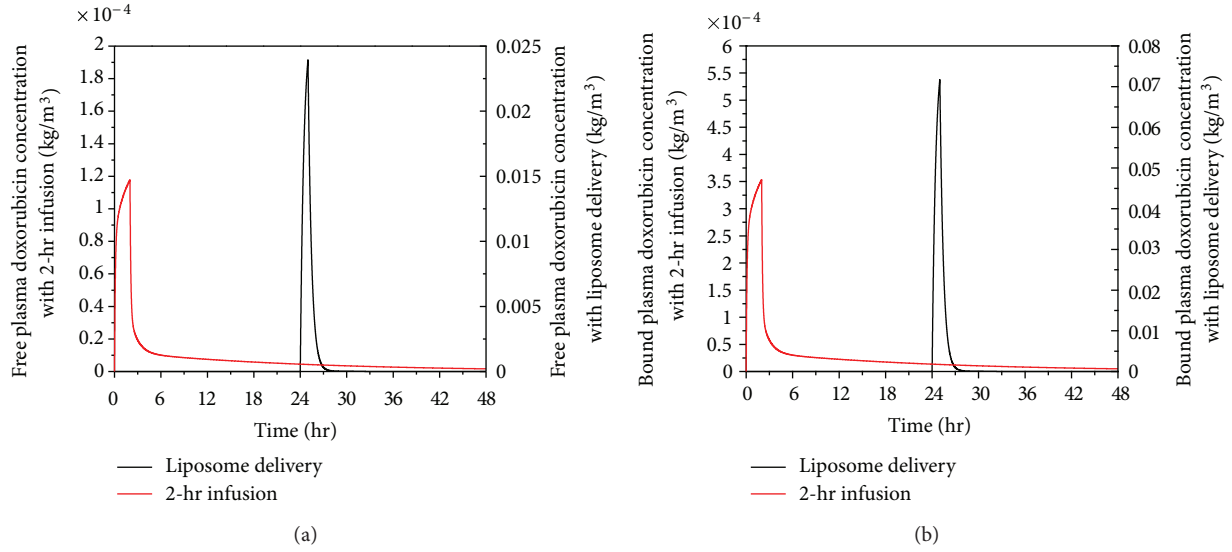 ×10−4
Free plasma doxorubicin concentration
with 2-hr infusion (kg/m3)
2
1.8
1.6
1.4
1.2
1
0.8
0.6
0.4
0.2
0
0.025
0.02
0.015
0.01
0.005
0
Free plasma doxorubicin concentration
with liposome delivery (kg/m3)
0 6 12 18 24 30 36 42 48
Time (hr)
Liposome delivery
2-hr infusion
(a)
×10−4
Bound plasma doxorubicin concentration
with 2-hr infusion (kg/m3)
6
5.5
5
4.5
4
3.5
3
2.5
2
1.5
1
0.5
0
0.08
0.07
0.06
0.05
0.04
0.03
0.02
0.01
0
Bound plasma doxorubicin concentration
with liposome delivery (kg/m3)
0 6 12 18 24 30 36 42 48
Time (hr)
Liposome delivery
2-hr infusion
(b)